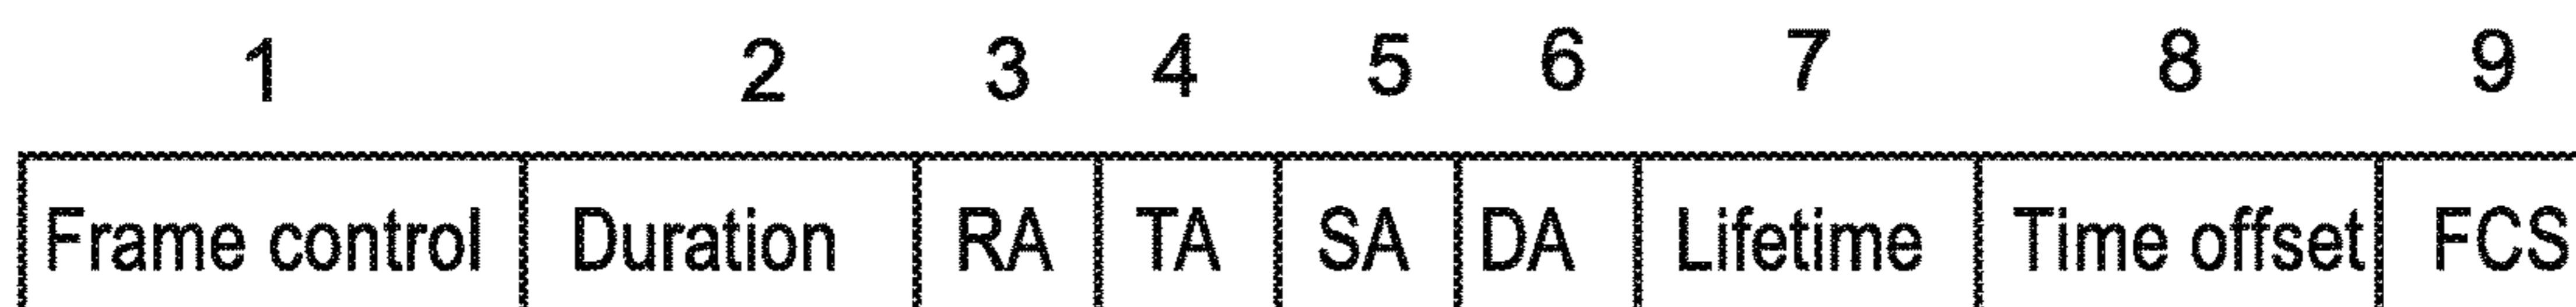 1 2 3 4 5 6 7 8 9
Frame control Duration RA TA SA DA Lifetime Time offset FCS